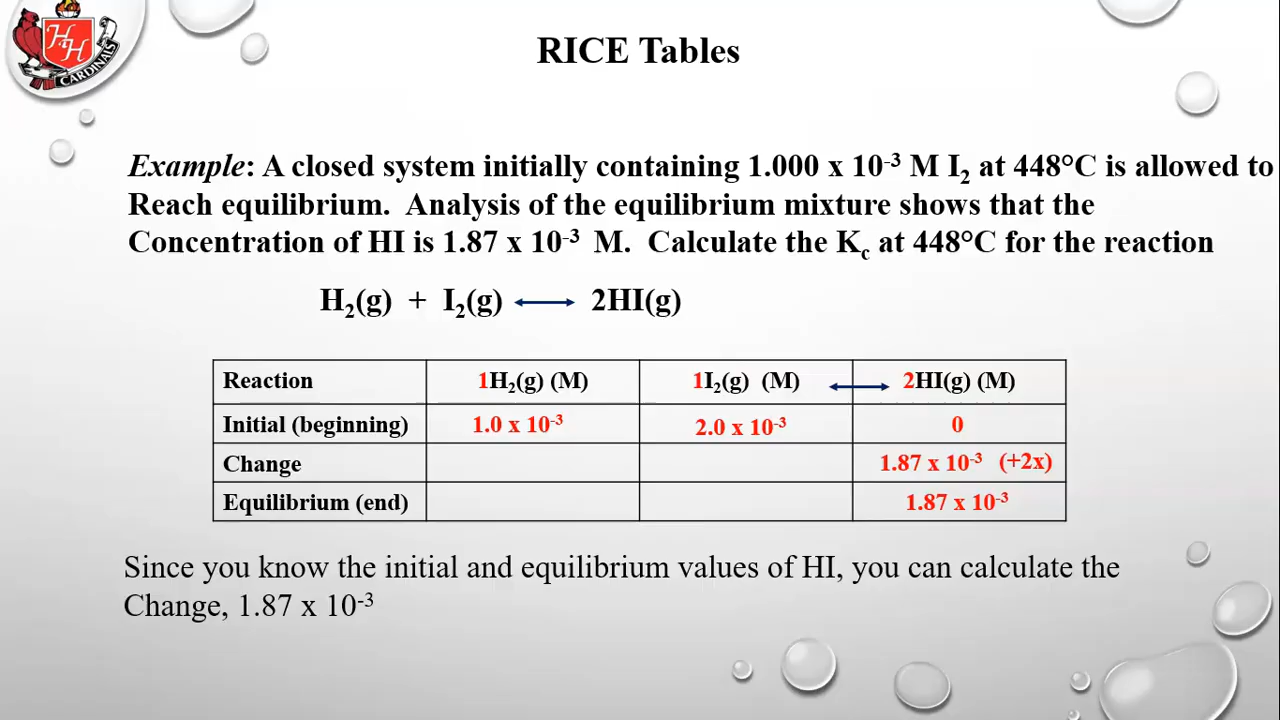 HH
CARDINALS
RICE Tables
Example: A closed system initially containing 1.000 x 10⁻³ M I₂ at 448°C is allowed to
Reach equilibrium. Analysis of the equilibrium mixture shows that the
Concentration of HI is 1.87 x 10⁻³ M. Calculate the K꜀ at 448°C for the reaction
H₂(g) + I₂(g) ⟷ 2HI(g)
Reaction 1H₂(g) (M) 1I₂(g) (M) ⟷ 2HI(g) (M)
Initial (beginning) 1.0 x 10⁻³ 2.0 x 10⁻³ 0
Change 1.87 x 10⁻³ (+2x)
Equilibrium (end) 1.87 x 10⁻³
Since you know the initial and equilibrium values of HI, you can calculate the
Change, 1.87 x 10⁻³